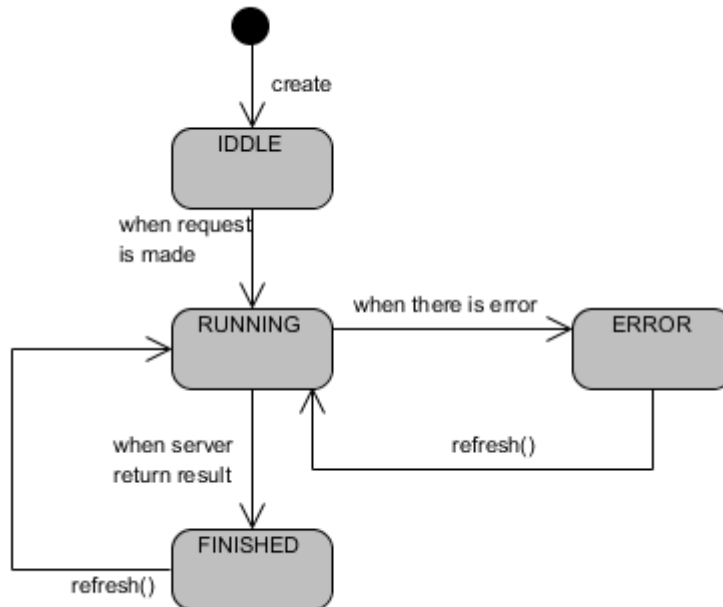 create
IDDLE
when request
is made
RUNNING
when there is error
ERROR
when server
return result
refresh()
FINISHED
refresh()